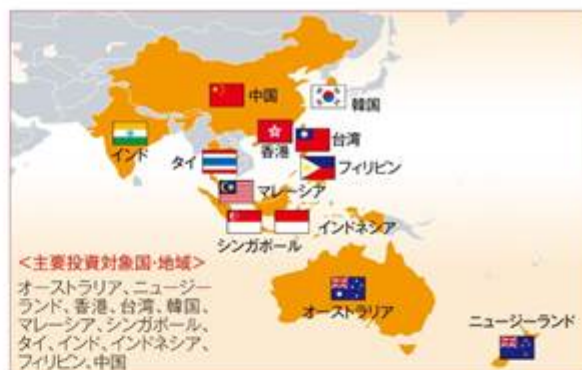 中国
韓国
インド
香港
台湾
タイ
フィリピン
マレーシア
シンガポール
インドネシア
<主要投資対象国・地域>
オーストラリア、ニュージー
ランド、香港、台湾、韓国、
マレーシア、シンガポール、
タイ、インド、インドネシア、
フィリピン、中国
オーストラリア
ニュージーランド